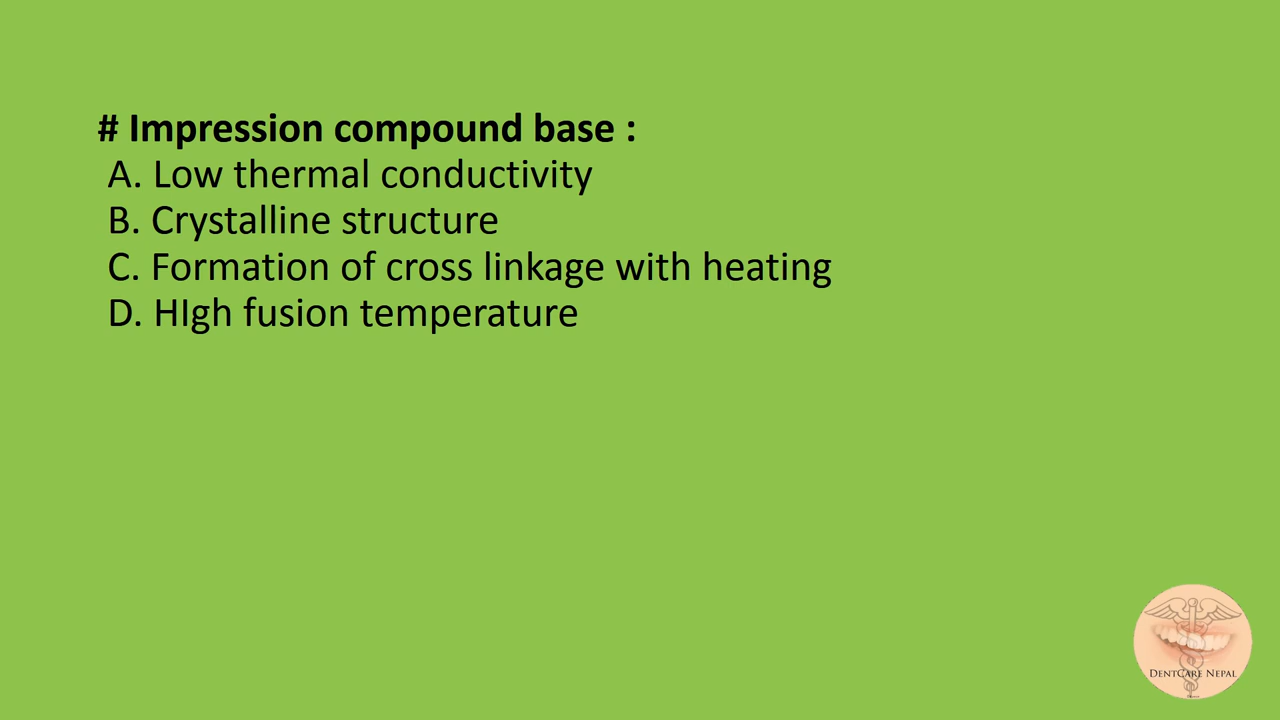 # Impression compound base :
A. Low thermal conductivity
B. Crystalline structure
C. Formation of cross linkage with heating
D. HIgh fusion temperature
DentCare Nepal